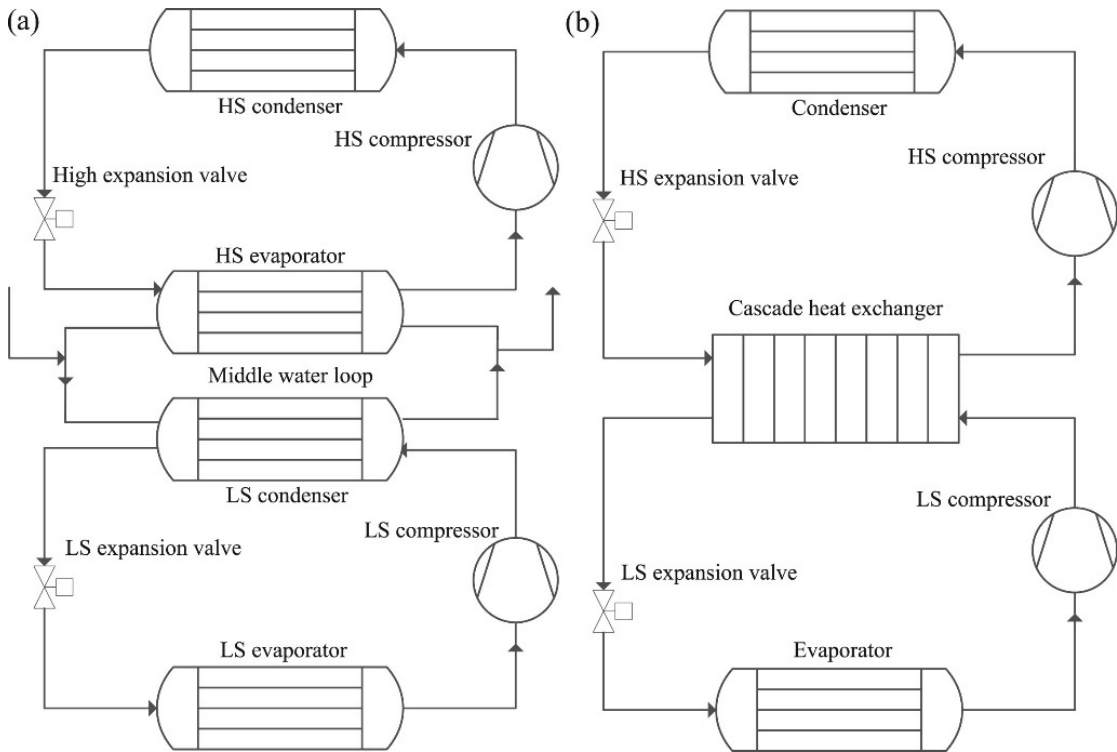 (a)
HS condenser
HS compressor
High expansion valve
HS evaporator
Middle water loop
LS condenser
LS compressor
LS expansion valve
LS evaporator
(b)
Condenser
HS compressor
HS expansion valve
Cascade heat exchanger
LS compressor
LS expansion valve
Evaporator